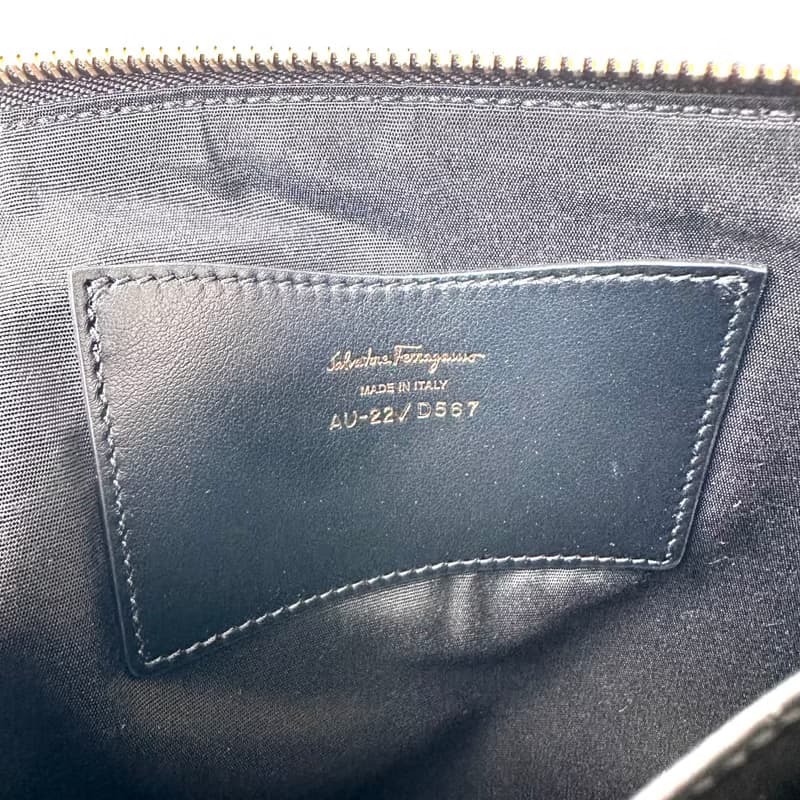 Salvatore Ferragamo
MADE IN ITALY
AU-22/D567